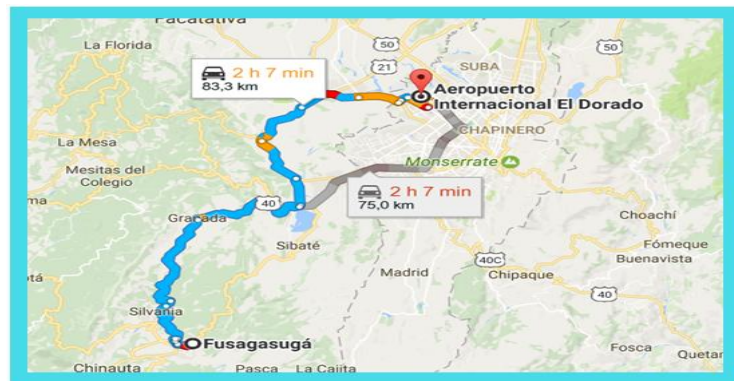 Facatativa
La Florida
50
50
21
SUBA
2 h 7 min
83,3 km
Aeropuerto
Internacional El Dorado
CHAPINERO
La Mesa
Monserrate
Mesitas del
Colegio
2 h 7 min
75,0 km
40
Granada
Choachí
Sibaté
Fómeque
Buenavista
40C
Madrid
Chipaque
40
Silvania
Fusagasugá
Fosca
Quetar
Chinauta
Pasca
La Cajita